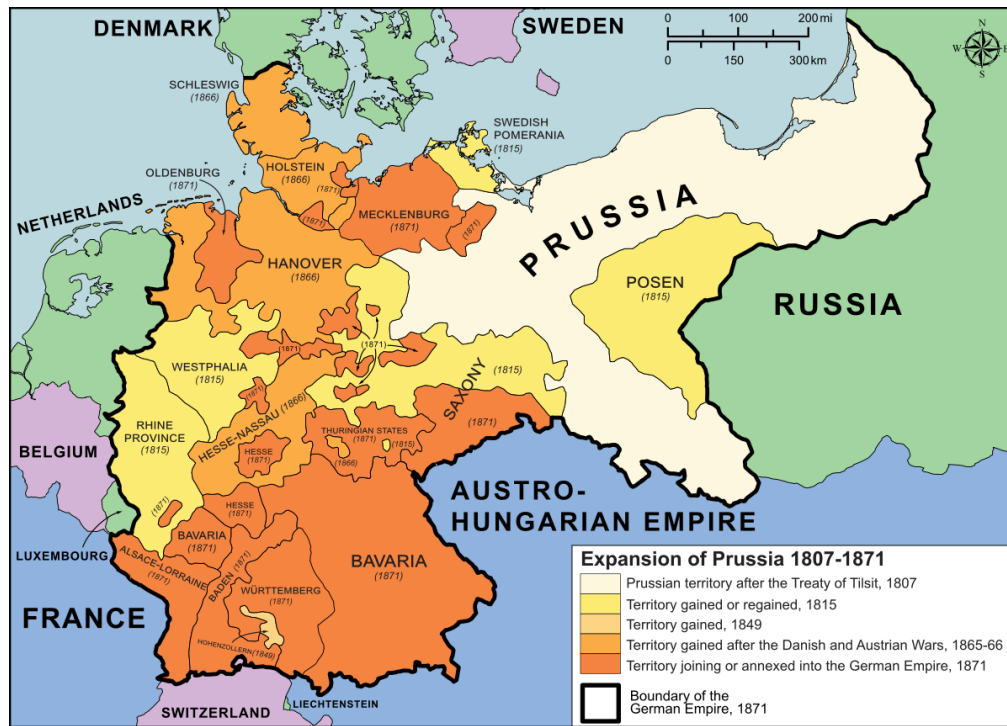 DENMARK
SWEDEN
0 100 200 mi
0 150 300 km
N
W E
S
SCHLESWIG
(1866)
SWEDISH
POMERANIA
(1815)
OLDENBURG
(1871)
HOLSTEIN
(1866)
(1871)
(1871)
MECKLENBURG
(1871)
(1871)
NETHERLANDS
PRUSSIA
HANOVER
(1866)
POSEN
(1815)
RUSSIA
(1871)
(1871)
WESTPHALIA
(1815)
(1871)
SAXONY
(1815)
(1871)
HESSE-NASSAU (1866)
RHINE
PROVINCE
(1815)
THURINGIAN STATES
(1871)
(1815)
(1866)
HESSE
(1871)
BELGIUM
(1871)
AUSTRO-
HUNGARIAN EMPIRE
HESSE
(1871)
BAVARIA
(1871)
LUXEMBOURG
ALSACE-LORRAINE
(1871)
BADEN (1871)
BAVARIA
(1871)
WÜRTTEMBERG
(1871)
FRANCE
HOHENZOLLERN (1849)
SWITZERLAND
LIECHTENSTEIN
Expansion of Prussia 1807-1871
Prussian territory after the Treaty of Tilsit, 1807
Territory gained or regained, 1815
Territory gained, 1849
Territory gained after the Danish and Austrian Wars, 1865-66
Territory joining or annexed into the German Empire, 1871
Boundary of the
German Empire, 1871